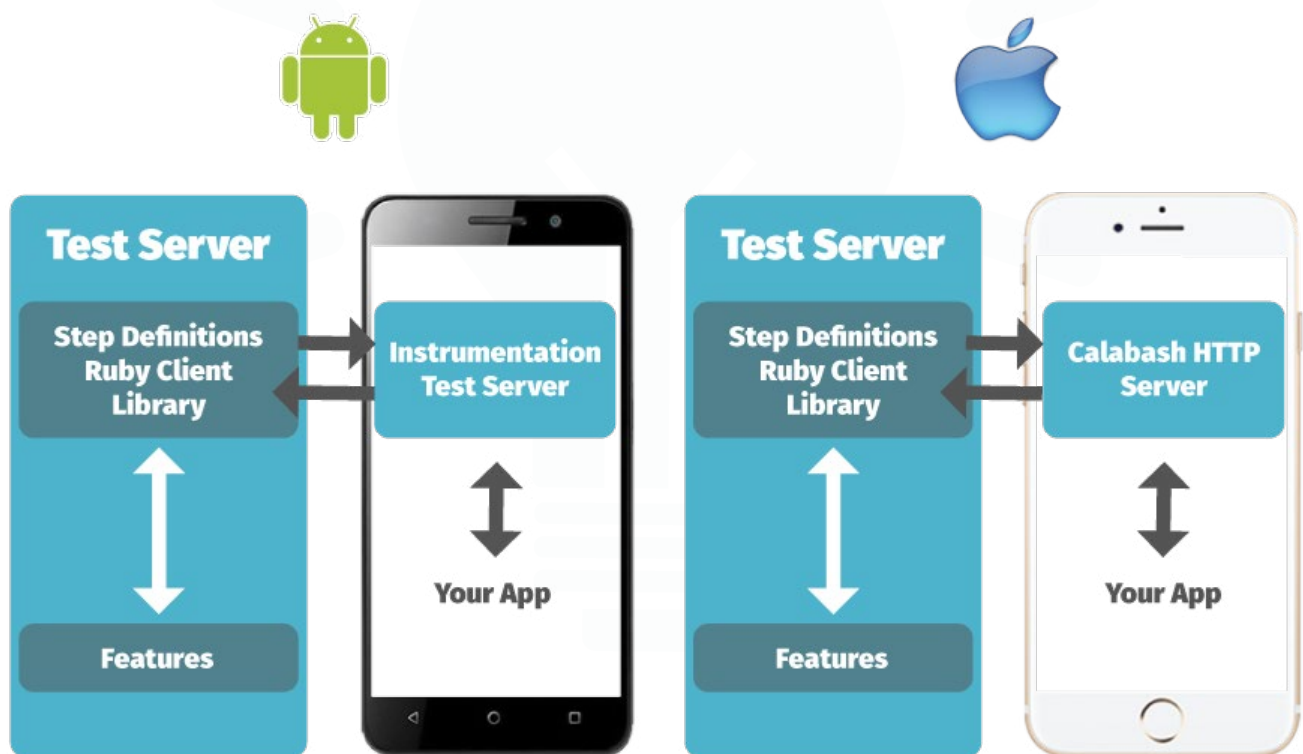 Test Server
Step Definitions
Ruby Client
Library
Features
Instrumentation
Test Server
Your App
Test Server
Step Definitions
Ruby Client
Library
Features
Calabash HTTP
Server
Your App